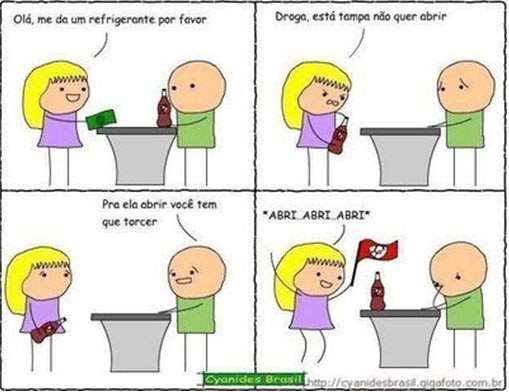 Olá, me da um refrigerante por favor
Droga, está tampa não quer abrir
Pra ela abrir você tem
que torcer
*ABRI..ABRI..ABRI*
Cyanides Brasil
http://cyanidesbrasil.gigafoto.com.br